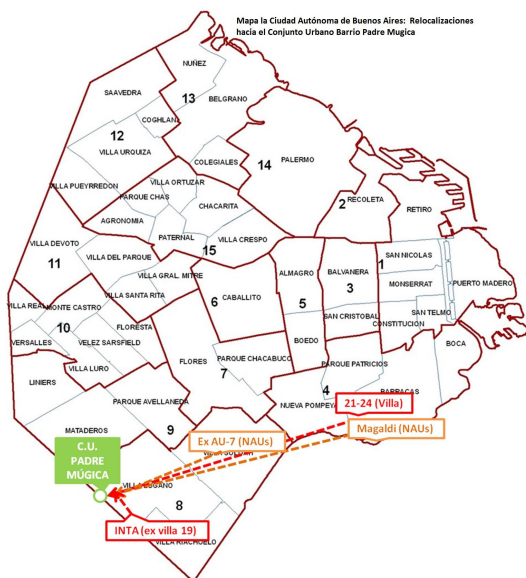 Mapa la Ciudad Autónoma de Buenos Aires: Relocalizaciones
hacia el Conjunto Urbano Barrio Padre Mugica
NUÑEZ
SAAVEDRA
13
BELGRANO
COGHLAN
12
VILLA URQUIZA
COLEGIALES
14
PALERMO
VILLA PUEYRREDON
VILLA ORTUZAR
PARQUE CHAS
CHACARITA
2
RECOLETA
RETIRO
AGRONOMIA
PATERNAL
15
VILLA CRESPO
VILLA DEVOTO
11
VILLA DEL PARQUE
ALMAGRO
BALVANERA
1
SAN NICOLAS
VILLA GRAL. MITRE
6
CABALLITO
5
3
MONSERRAT
PUERTO MADERO
VILLA SANTA RITA
VILLA REAL
MONTE CASTRO
SAN CRISTOBAL
SAN TELMO
CONSTITUCION
10
FLORESTA
VERSALLES
VELEZ SARSFIELD
BOEDO
BOCA
FLORES
PARQUE CHACABUCO
PARQUE PATRICIOS
VILLA LURO
7
LINIERS
4
BARRACAS
PARQUE AVELLANEDA
NUEVA POMPEYA
21-24 (Villa)
MATADEROS
9
Magaldi (NAUs)
Ex AU-7 (NAUs)
C.U.
PADRE
MÚGICA
VILLA LUGANO
8
INTA (ex villa 19)
VILLA RIACHUELO